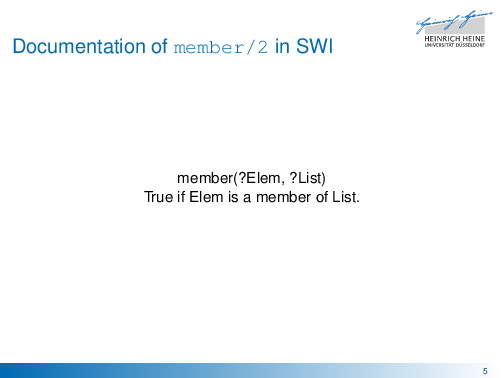 Documentation of member/2 in SWI
HEINRICH HEINE
UNIVERSITÄT DÜSSELDORF
member(?Elem, ?List)
True if Elem is a member of List.
5